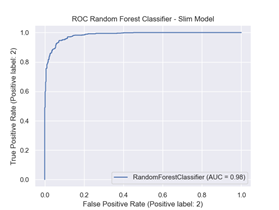 ROC Random Forest Classifier - Slim Model
1.0
0.8
0.6
0.4
0.2
0.0
True Positive Rate (Positive label: 2)
RandomForestClassifier (AUC = 0.98)
0.0 0.2 0.4 0.6 0.8 1.0
False Positive Rate (Positive label: 2)